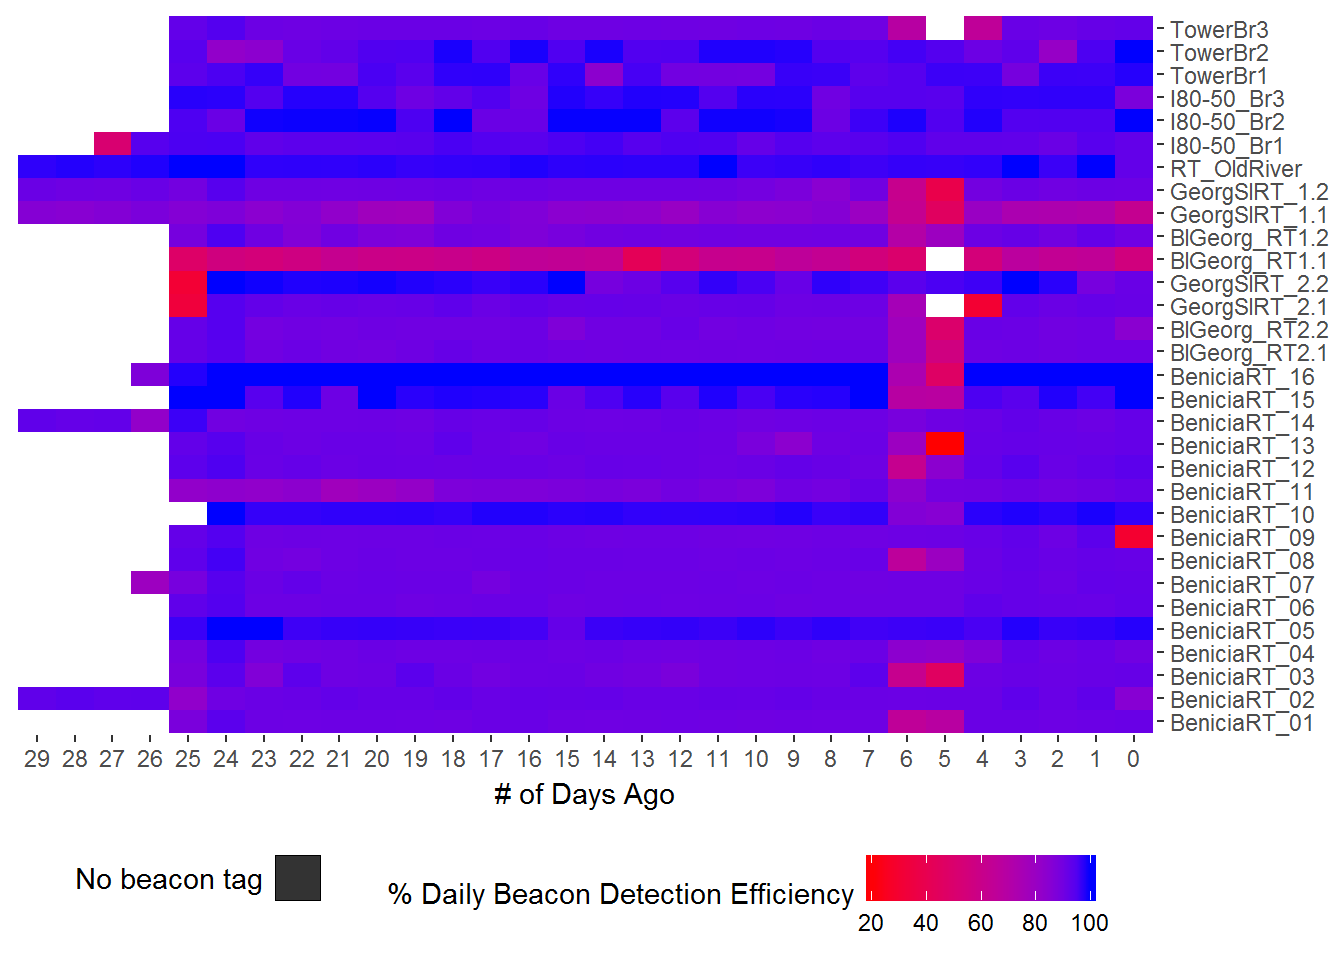 TowerBr3
TowerBr2
TowerBr1
I80-50_Br3
I80-50_Br2
I80-50_Br1
RT_OldRiver
GeorgSlRT_1.2
GeorgSlRT_1.1
BlGeorg_RT1.2
BlGeorg_RT1.1
GeorgSlRT_2.2
GeorgSlRT_2.1
BlGeorg_RT2.2
BlGeorg_RT2.1
BeniciaRT_16
BeniciaRT_15
BeniciaRT_14
BeniciaRT_13
BeniciaRT_12
BeniciaRT_11
BeniciaRT_10
BeniciaRT_09
BeniciaRT_08
BeniciaRT_07
BeniciaRT_06
BeniciaRT_05
BeniciaRT_04
BeniciaRT_03
BeniciaRT_02
BeniciaRT_01
29 28 27 26 25 24 23 22 21 20 19 18 17 16 15 14 13 12 11 10 9 8 7 6 5 4 3 2 1 0
# of Days Ago
No beacon tag
% Daily Beacon Detection Efficiency
20 40 60 80 100